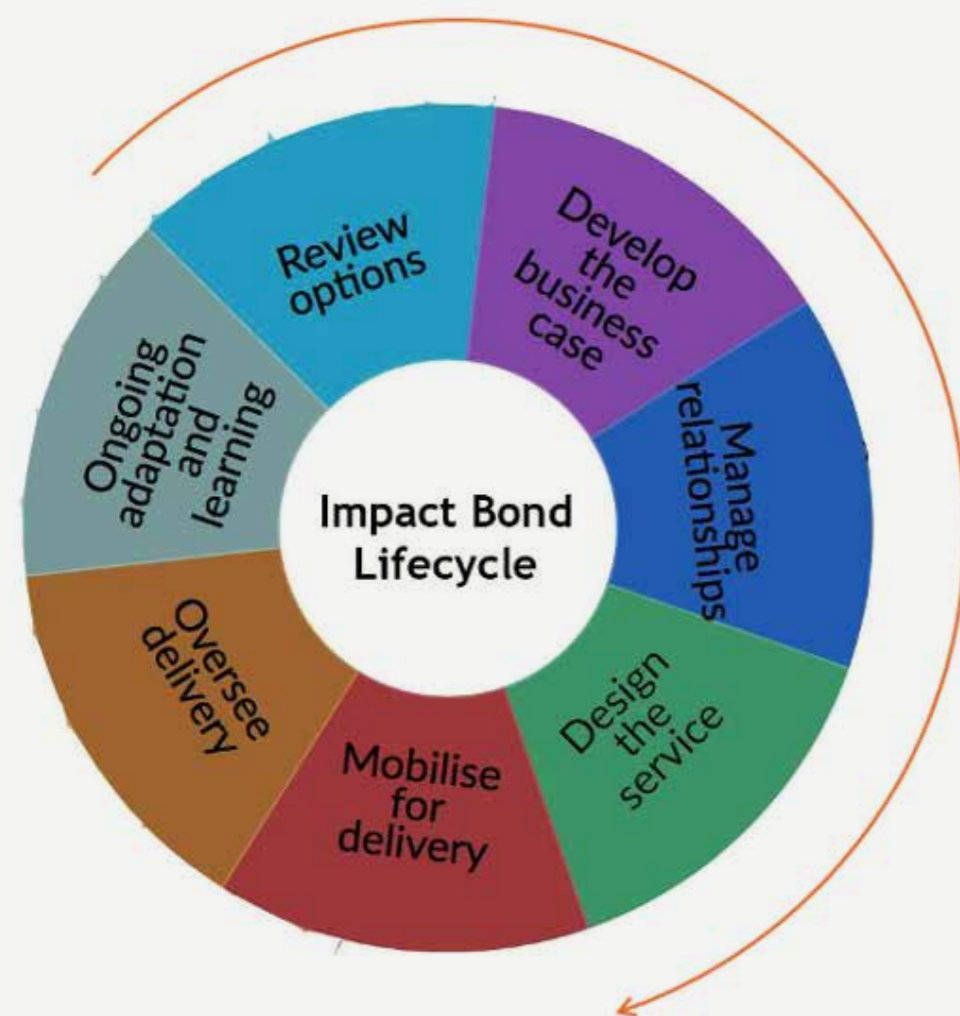 Impact Bond
Lifecycle
Review
options
Develop
the
business
case
Manage
relationships
Design
the
service
Mobilise
for
delivery
Oversee
delivery
Ongoing
adaptation
and
learning